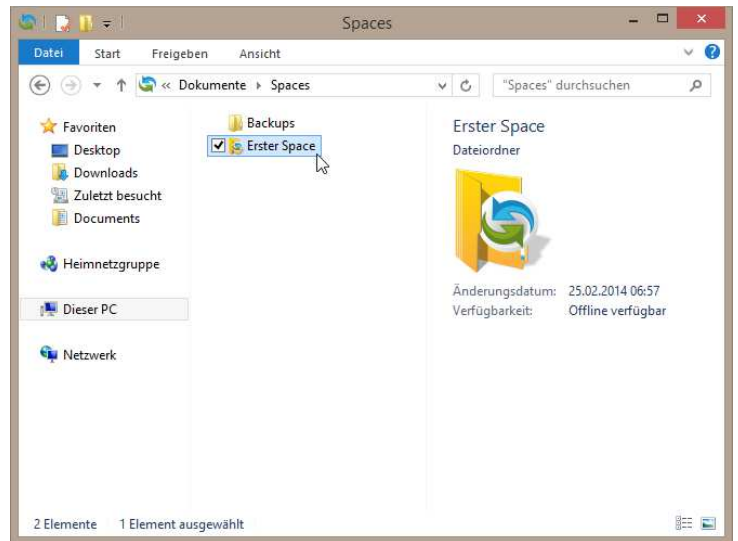 Spaces
Datei Start Freigeben Ansicht
« Dokumente Spaces "Spaces" durchsuchen
Favoriten
Desktop
Downloads
Zuletzt besucht
Documents
Heimnetzgruppe
Dieser PC
Netzwerk
Backups
Erster Space
Erster Space
Dateiordner
Änderungsdatum: 25.02.2014 06:57
Verfügbarkeit: Offline verfügbar
2 Elemente 1 Element ausgewählt